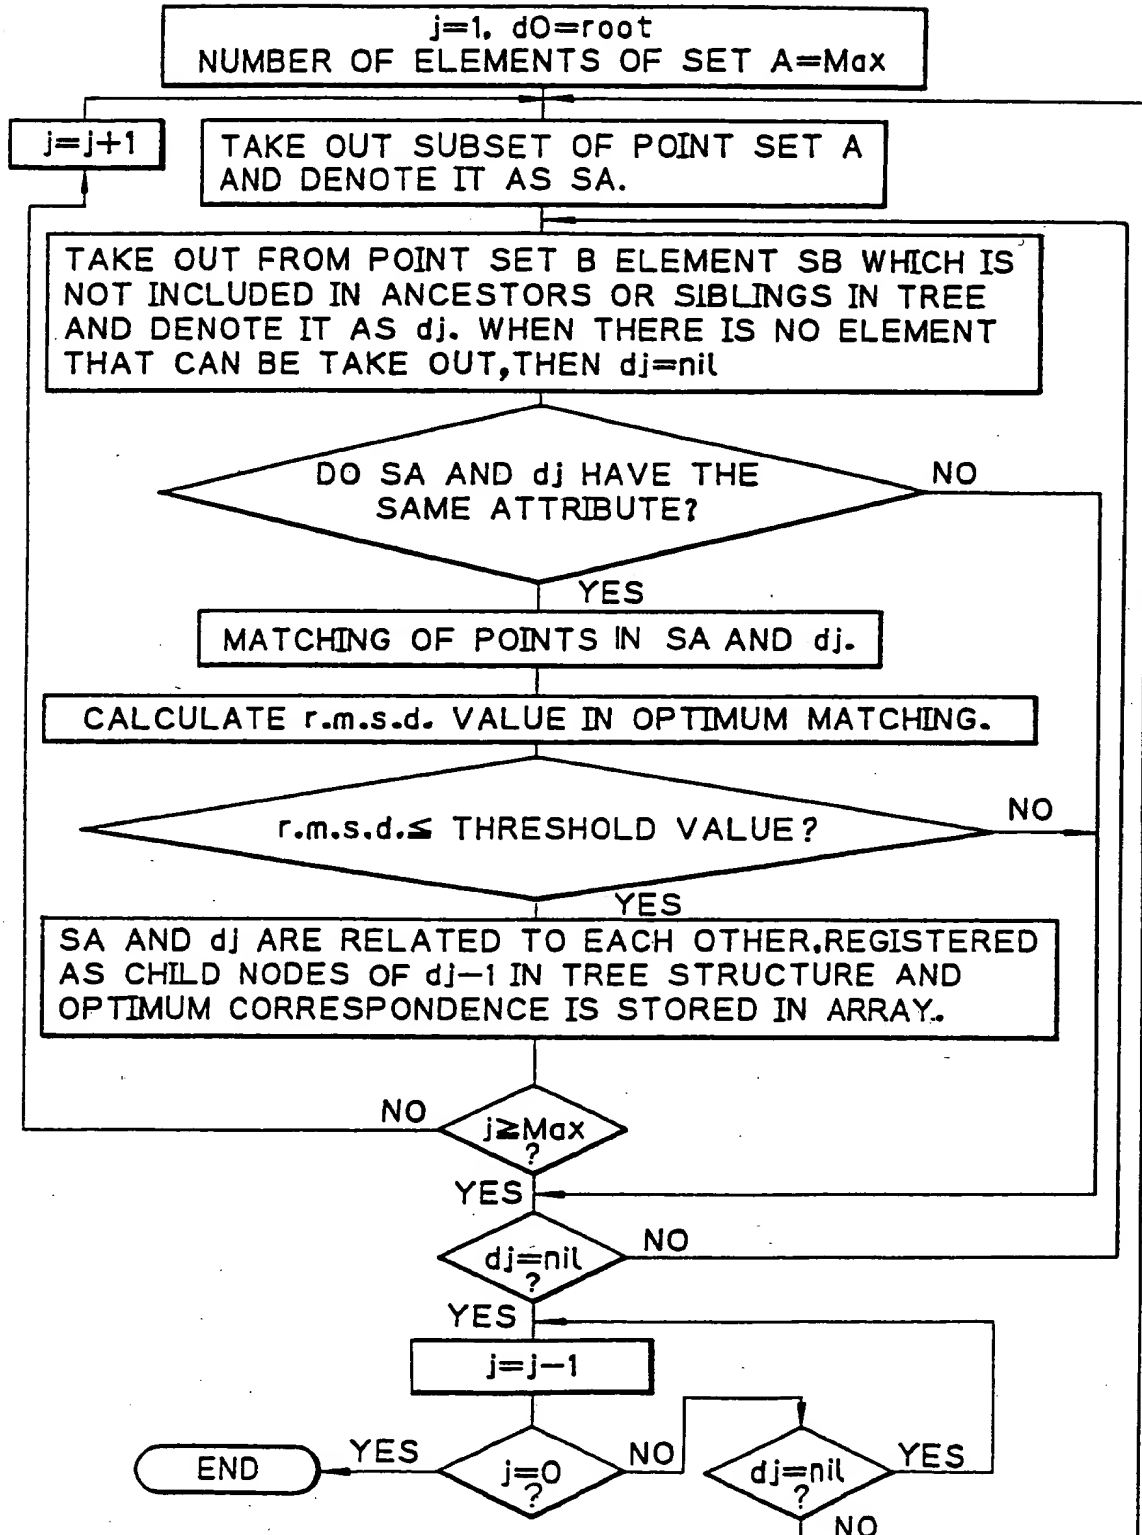 j=1, d0=root
NUMBER OF ELEMENTS OF SET A=Max
j=j+1
TAKE OUT SUBSET OF POINT SET A
AND DENOTE IT AS SA.
TAKE OUT FROM POINT SET B ELEMENT SB WHICH IS
NOT INCLUDED IN ANCESTORS OR SIBLINGS IN TREE
AND DENOTE IT AS dj. WHEN THERE IS NO ELEMENT
THAT CAN BE TAKE OUT,THEN dj=nil
DO SA AND dj HAVE THE
SAME ATTRIBUTE?
NO
YES
MATCHING OF POINTS IN SA AND dj.
CALCULATE r.m.s.d. VALUE IN OPTIMUM MATCHING.
r.m.s.d.≤ THRESHOLD VALUE?
NO
YES
SA AND dj ARE RELATED TO EACH OTHER.REGISTERED
AS CHILD NODES OF dj-1 IN TREE STRUCTURE AND
OPTIMUM CORRESPONDENCE IS STORED IN ARRAY.
NO
j≥Max
?
YES
dj=nil
?
NO
YES
j=j-1
END
YES
j=0
?
NO
dj=nil
?
YES
NO